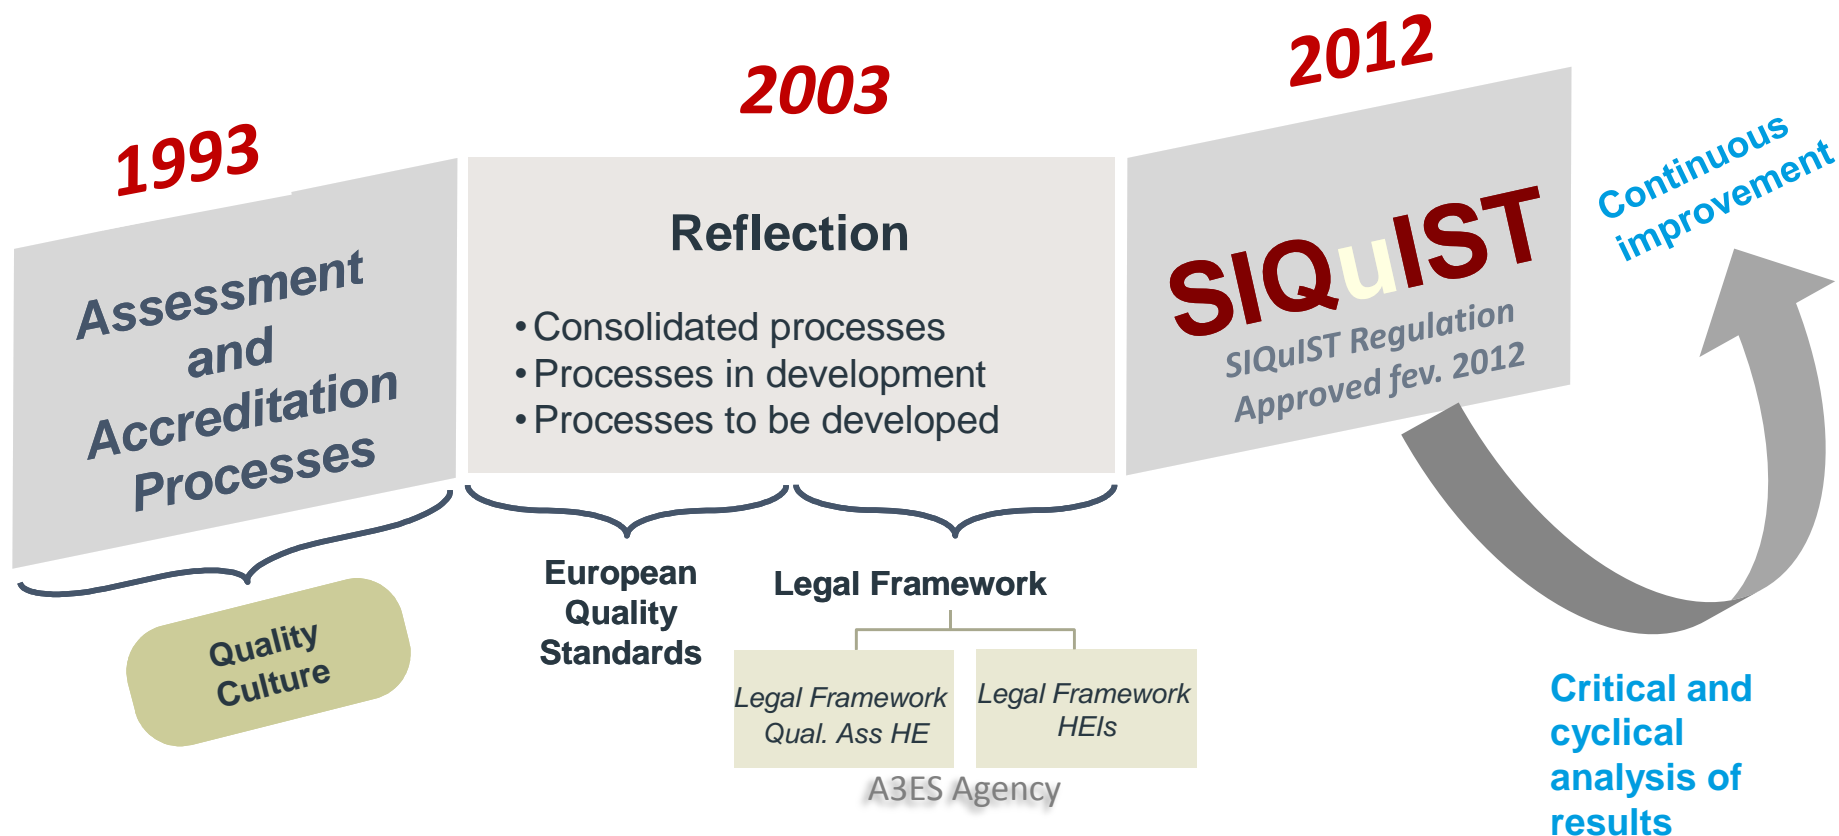 1993
Assessment
and
Accreditation
Processes
Quality
Culture
2003
Reflection
• Consolidated processes
• Processes in development
• Processes to be developed
European
Quality
Standards
Legal Framework
Legal Framework
Qual. Ass HE
Legal Framework
HEIs
A3ES Agency
2012
SIQuIST
SIQuIST Regulation
Approved fev. 2012
Continuous
improvement
Critical and
cyclical
analysis of
results